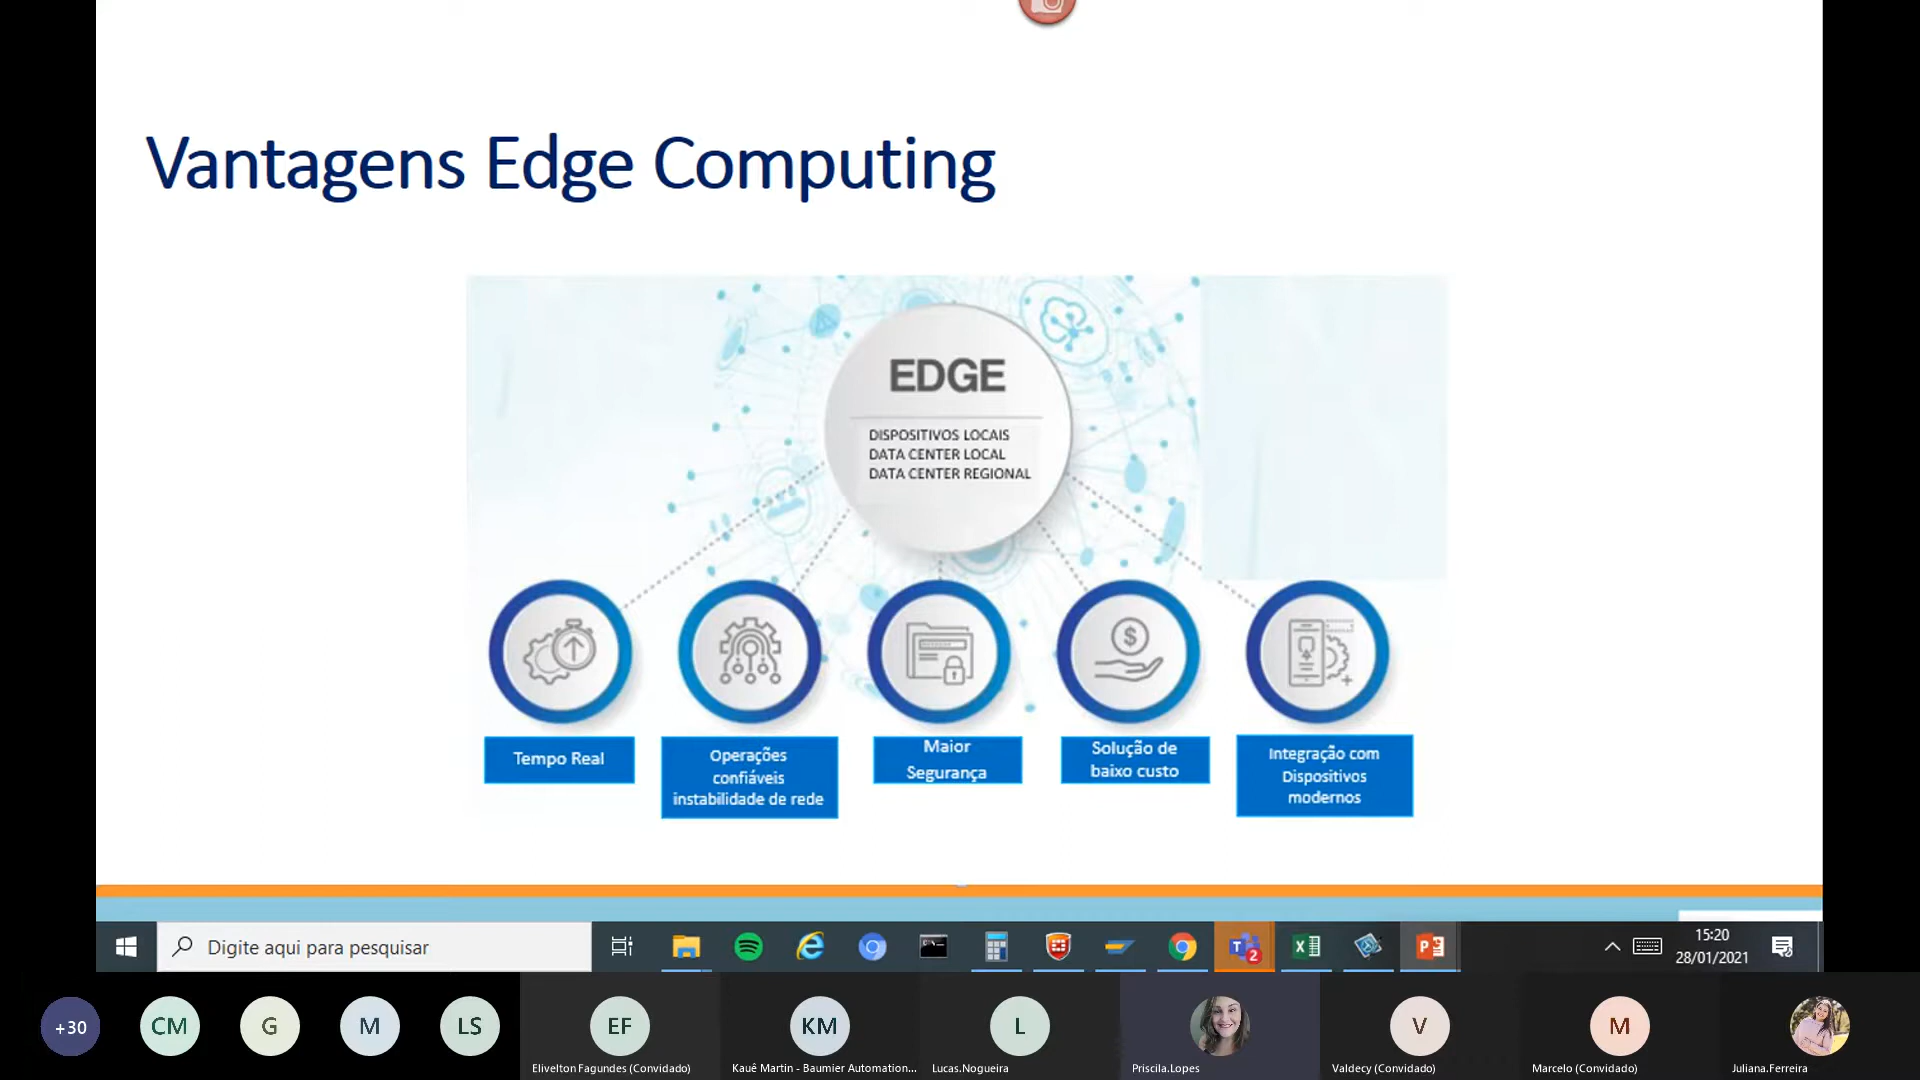 Vantagens Edge Computing
EDGE
DISPOSITIVOS LOCAIS
DATA CENTER LOCAL
DATA CENTER REGIONAL
$
Tempo Real
Operações
confiáveis
instabilidade de rede
Maior
Segurança
Solução de
baixo custo
Integração com
Dispositivos
modernos
Digite aqui para pesquisar
2
15:20
28/01/2021
+30
CM
G
M
LS
EF
KM
L
V
M
Elivelton Fagundes (Convidado)
Kauê Martin - Baumier Automation...
Lucas.Nogueira
Priscila.Lopes
Valdecy (Convidado)
Marcelo (Convidado)
Juliana.Ferreira